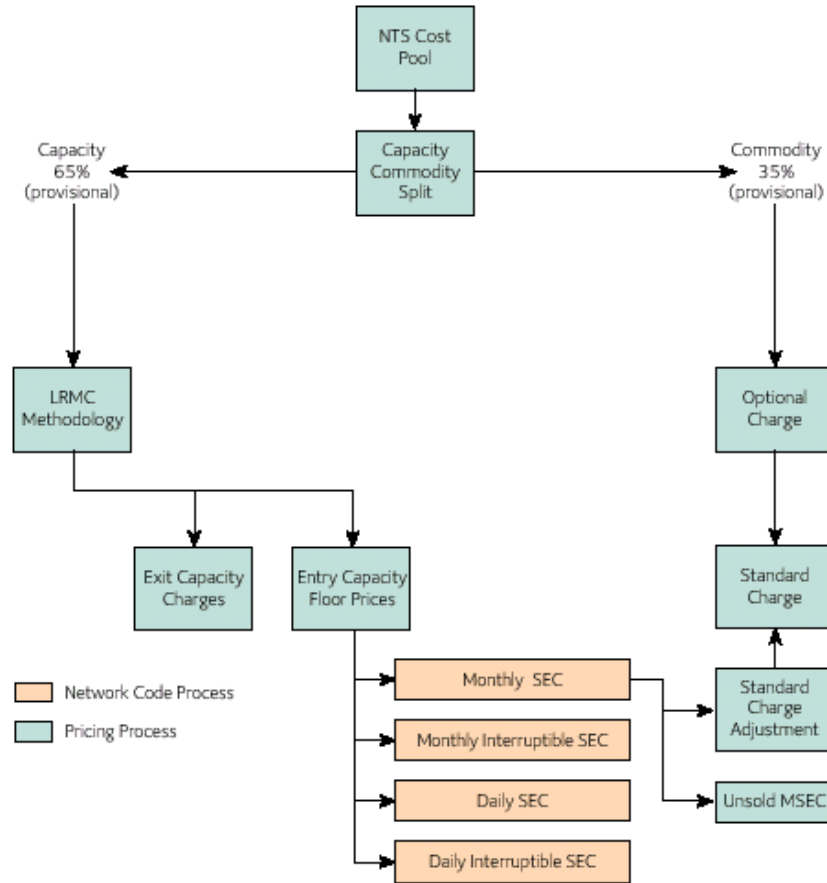 NTS Cost
Pool
Capacity
65%
(provisional)
Capacity
Commodity
Split
Commodity
35%
(provisional)
LRMC
Methodology
Optional
Charge
Exit Capacity
Charges
Entry Capacity
Floor Prices
Standard
Charge
Network Code Process
Pricing Process
Monthly SEC
Monthly Interruptible SEC
Daily SEC
Daily Interruptible SEC
Standard
Charge
Adjustment
Unsold MSEC